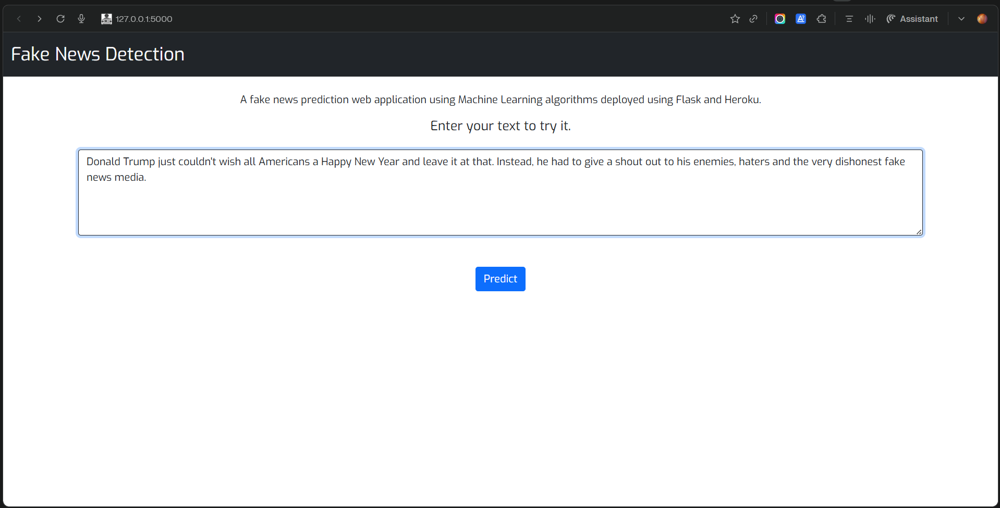 127.0.0.1:5000
Assistant
Fake News Detection
A fake news prediction web application using Machine Learning algorithms deployed using Flask and Heroku.
Enter your text to try it.
Donald Trump just couldn't wish all Americans a Happy New Year and leave it at that. Instead, he had to give a shout out to his enemies, haters and the very dishonest fake
news media.
Predict